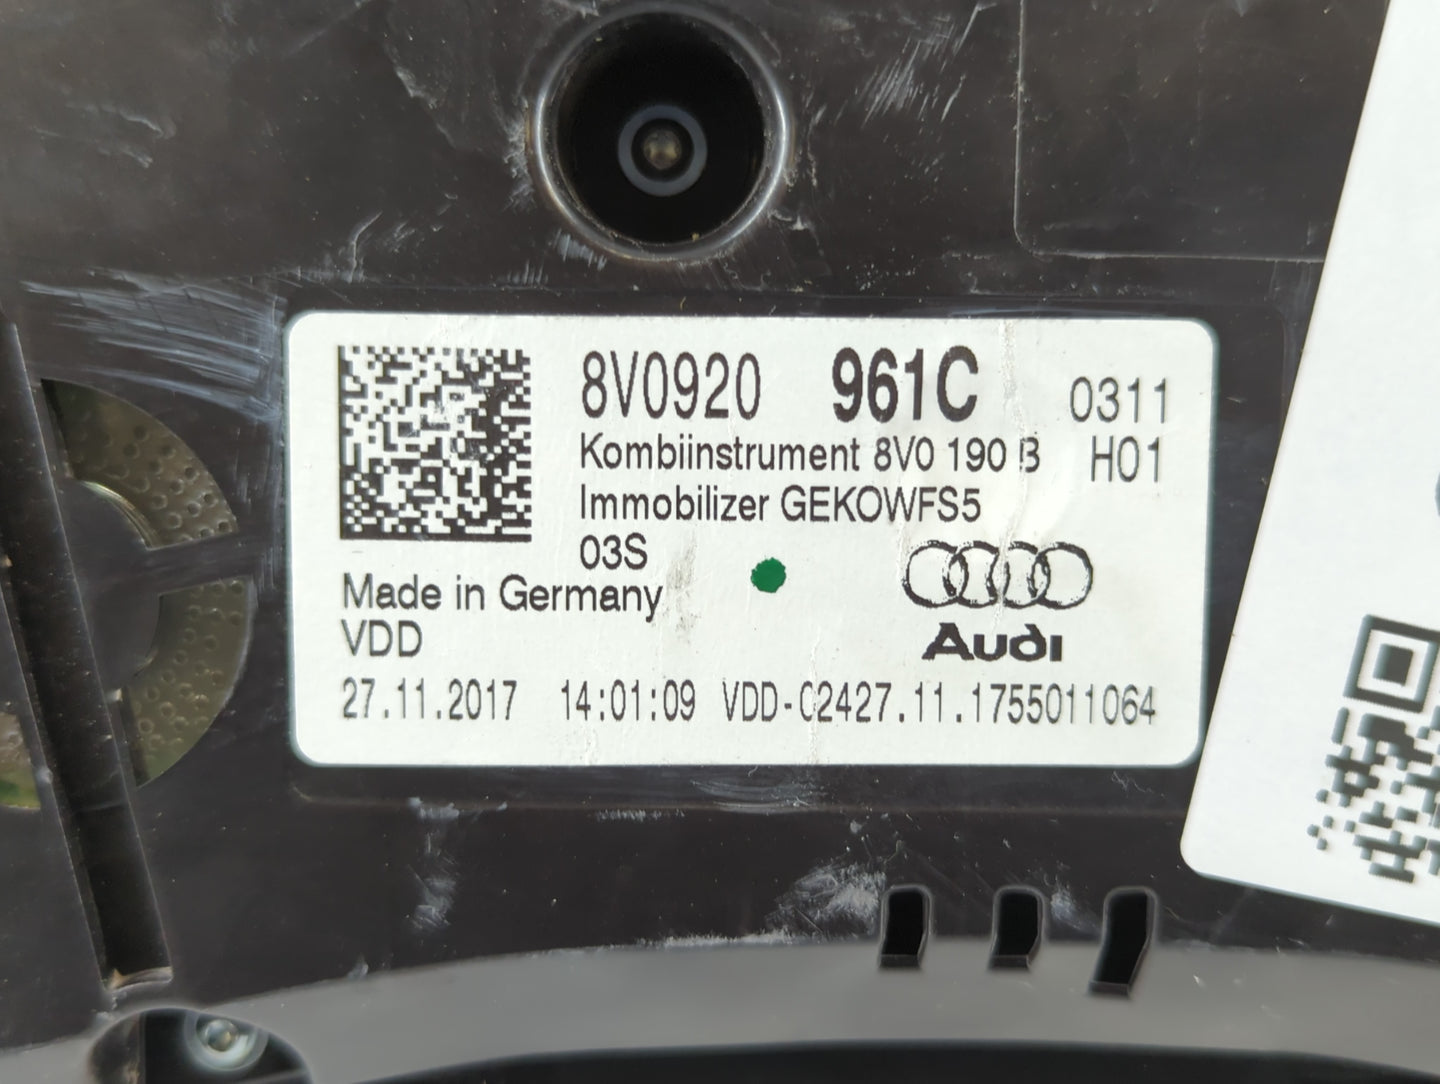 8V0920 961C 0311
Kombiinstrument 8V0 190 B H01
Immobilizer GEKOWFS5
03S
Made in Germany
VDD
Audi
27.11.2017 14:01:09 VDD-C2427.11.1755011064